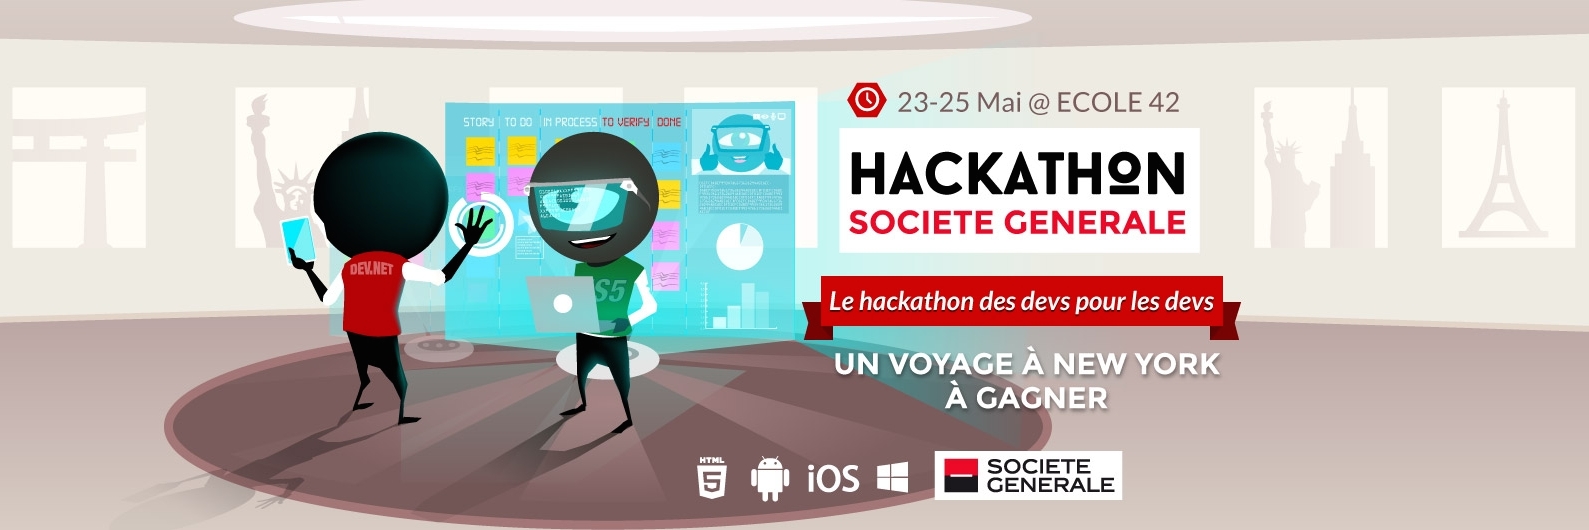 23-25 Mai @ ECOLE 42
HACKATHON
SOCIETE GENERALE
Le hackathon des devs pour les devs
UN VOYAGE À NEW YORK
À GAGNER
STORY TO DO IN PROCESS TO VERIFY DONE
DEV.NET
S5
HTML
5
iOS
SOCIETE
GENERALE